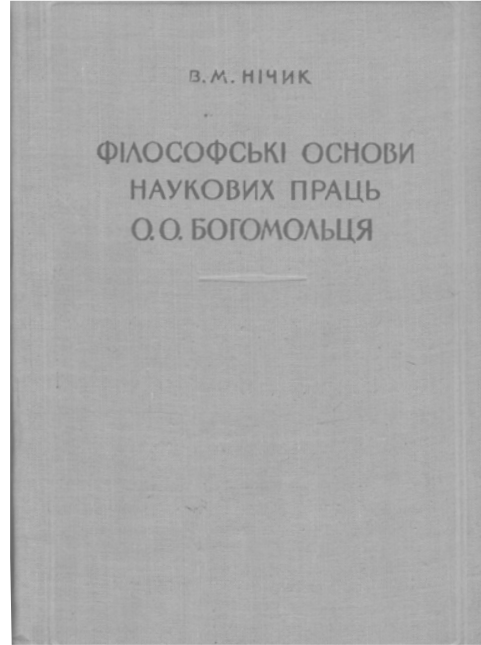 В. М. НІЧИК
ФІЛОСОФСЬКІ ОСНОВИ
НАУКОВИХ ПРАЦЬ
О. О. БОГОМОЛЬЦЯ